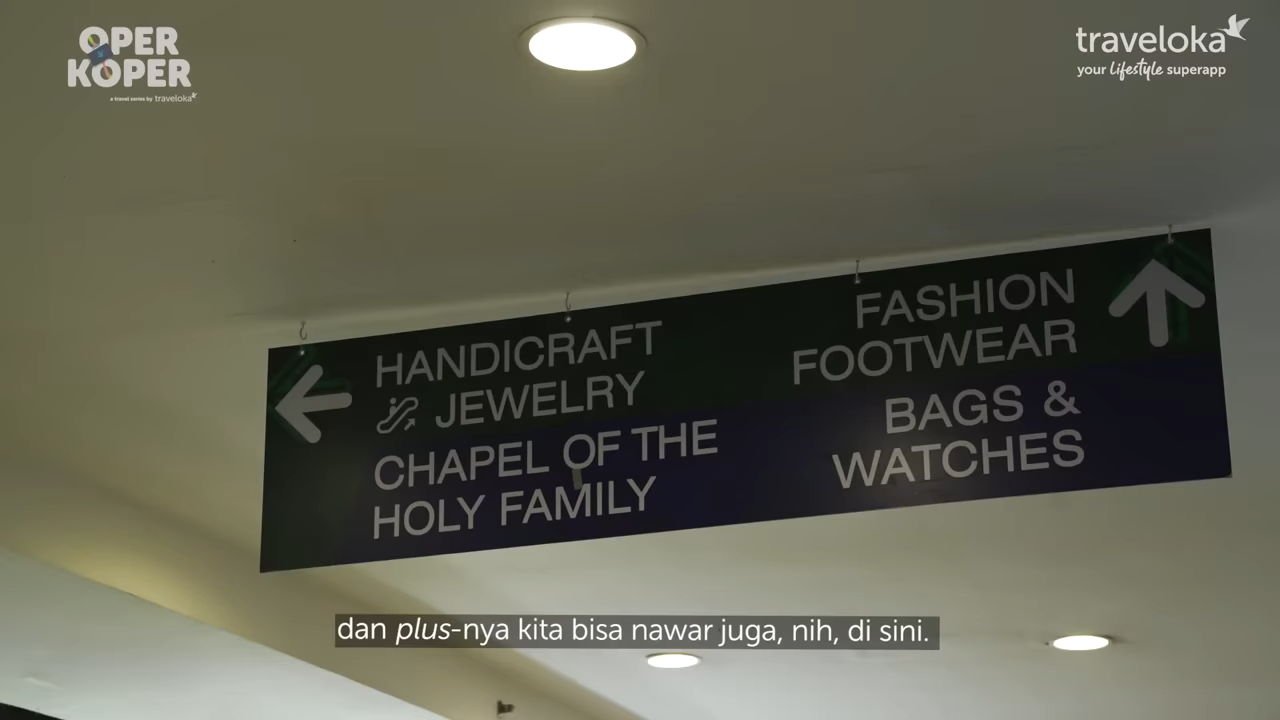 OPER
KOPER
a travel series by traveloka
traveloka
your lifestyle superapp
HANDICRAFT
JEWELRY
CHAPEL OF THE
HOLY FAMILY
FASHION
FOOTWEAR
BAGS &
WATCHES
dan plus-nya kita bisa nawar juga, nih, di sini.